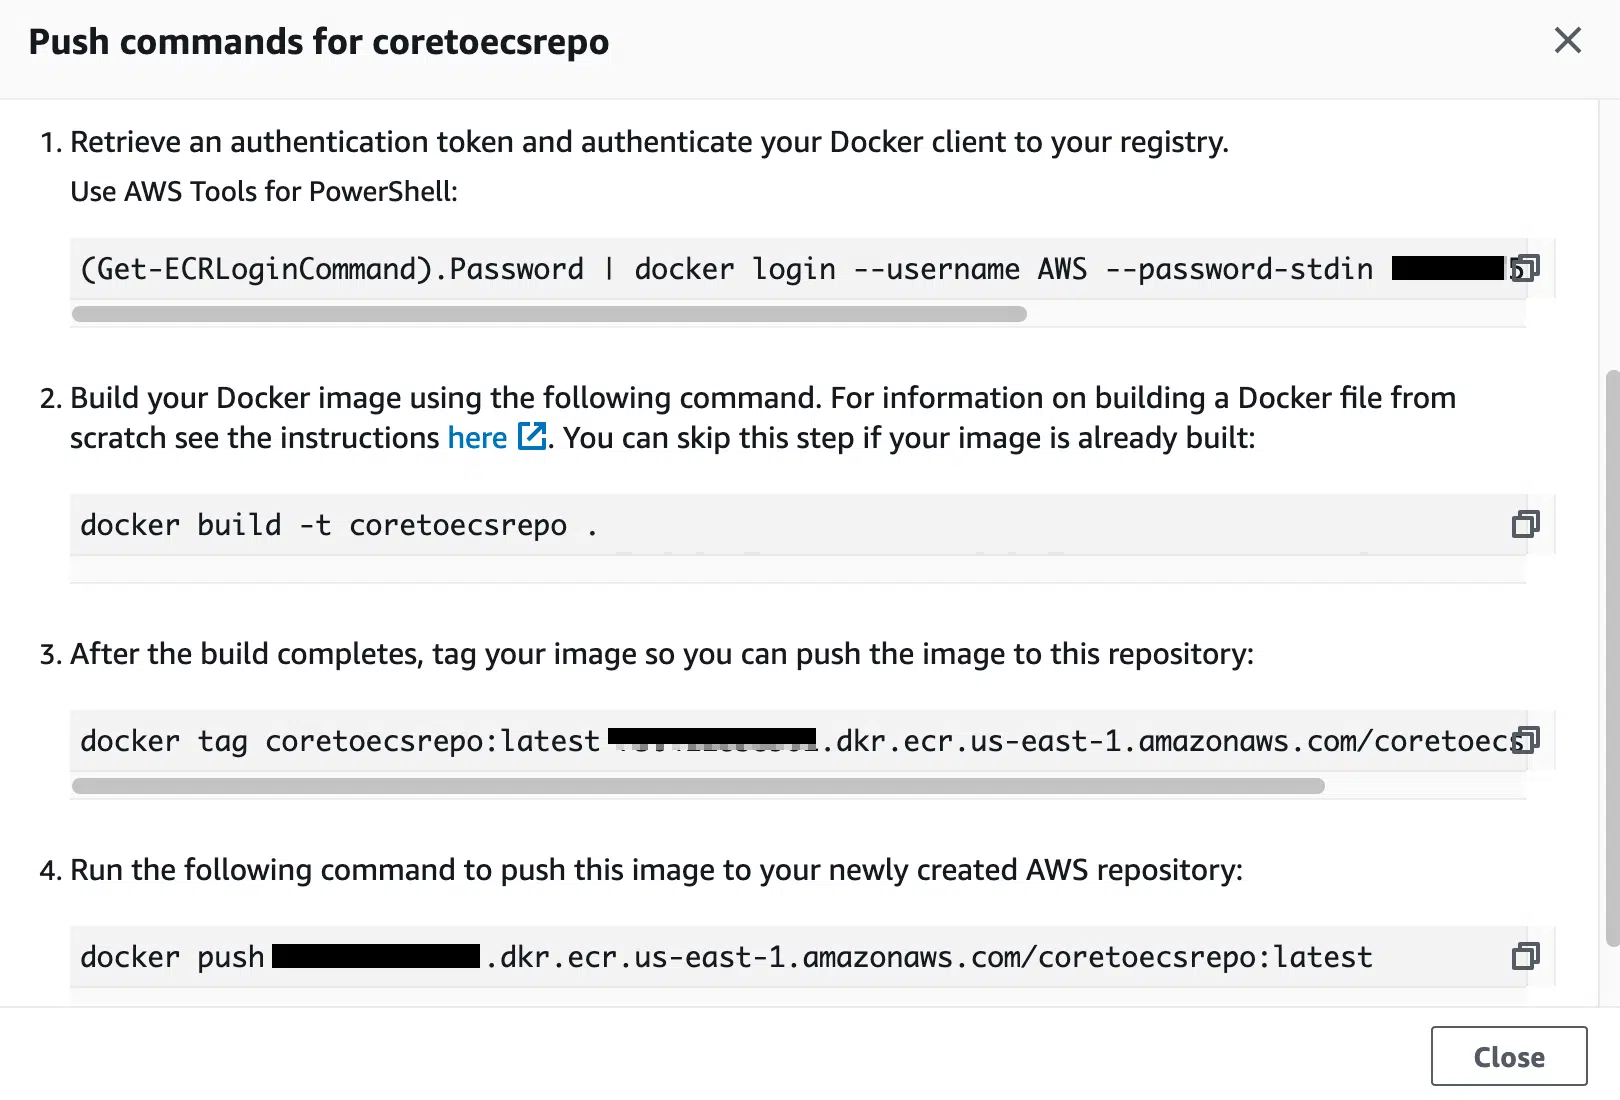 Push commands for coretoecsrepo
1. Retrieve an authentication token and authenticate your Docker client to your registry.
Use AWS Tools for PowerShell:
(Get-ECRLoginCommand).Password | docker login --username AWS --password-stdin
2. Build your Docker image using the following command. For information on building a Docker file from
scratch see the instructions here . You can skip this step if your image is already built:
docker build -t coretoecsrepo .
3. After the build completes, tag your image so you can push the image to this repository:
docker tag coretoecsrepo:latest .dkr.ecr.us-east-1.amazonaws.com/coretoecs
4. Run the following command to push this image to your newly created AWS repository:
docker push .dkr.ecr.us-east-1.amazonaws.com/coretoecsrepo:latest
Close